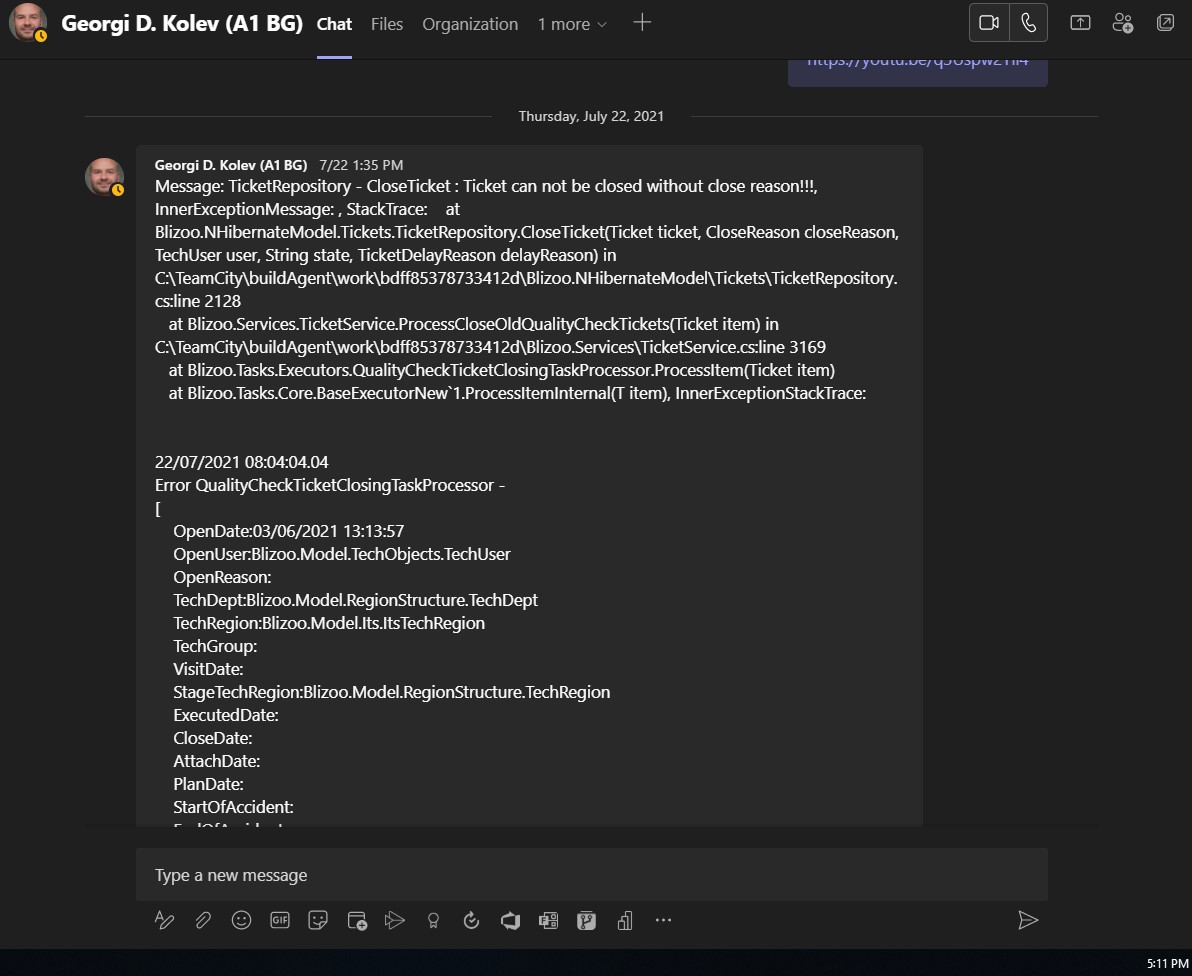 Georgi D. Kolev (A1 BG) Chat Files Organization 1 more
Thursday, July 22, 2021
Georgi D. Kolev (A1 BG) 7/22 1:35 PM
Message: TicketRepository - CloseTicket : Ticket can not be closed without close reason!!!,
InnerExceptionMessage: , StackTrace:    at
Blizoo.NHibernateModel.Tickets.TicketRepository.CloseTicket(Ticket ticket, CloseReason closeReason,
TechUser user, String state, TicketDelayReason delayReason) in
C:\TeamCity\buildAgent\work\bdff85378733412d\Blizoo.NHibernateModel\Tickets\TicketRepository.
cs:line 2128
at Blizoo.Services.TicketService.ProcessCloseOldQualityCheckTickets(Ticket item) in
C:\TeamCity\buildAgent\work\bdff85378733412d\Blizoo.Services\TicketService.cs:line 3169
at Blizoo.Tasks.Executors.QualityCheckTicketClosingTaskProcessor.ProcessItem(Ticket item)
at Blizoo.Tasks.Core.BaseExecutorNew`1.ProcessItemInternal(T item), InnerExceptionStackTrace:
22/07/2021 08:04:04.04
Error QualityCheckTicketClosingTaskProcessor -
[
OpenDate:03/06/2021 13:13:57
OpenUser:Blizoo.Model.TechObjects.TechUser
OpenReason:
TechDept:Blizoo.Model.RegionStructure.TechDept
TechRegion:Blizoo.Model.Its.ItsTechRegion
TechGroup:
VisitDate:
StageTechRegion:Blizoo.Model.RegionStructure.TechRegion
ExecutedDate:
CloseDate:
AttachDate:
PlanDate:
StartOfAccident:
Type a new message
GIF
5:11 PM